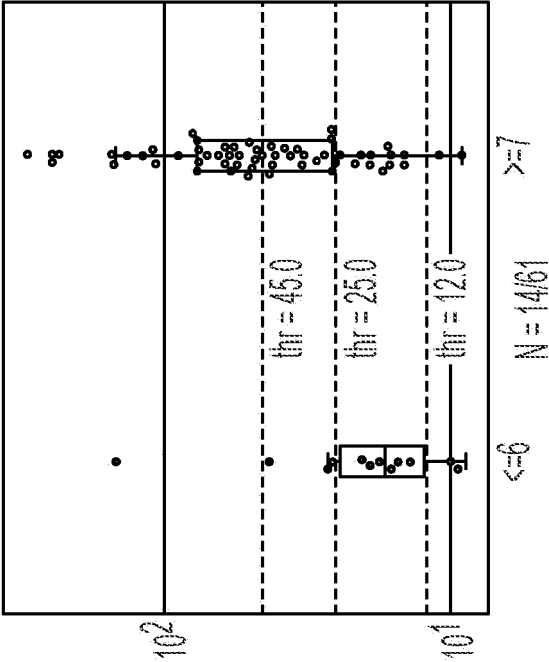 10²
10¹
thr = 45.0
thr = 25.0
thr = 12.0
<=6
>=7
N = 14/61